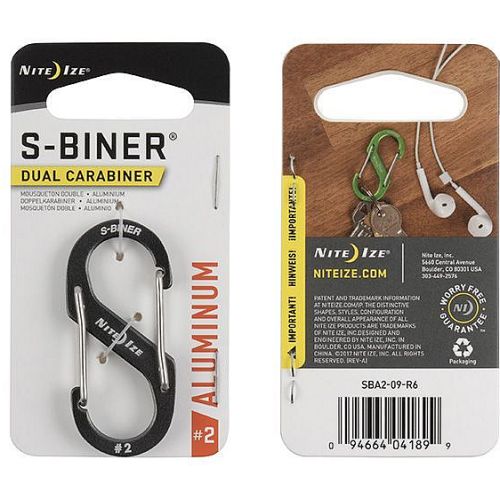 NITE IZE®
S-BINER®
DUAL CARABINER
MOUSQUETON DOUBLE • ALUMINIUM
DOPPELKARABINER • ALUMINIUM
MOSQUETÓN DOBLE • ALUMINIO
S-BINER
NITE IZE
#2
#2 ALUMINUM
¡IMPORTANTE! HINWEIS! IMPORTANT!
NITE IZE®
NITEIZE.COM
Nite Ize, Inc.
5660 Central Avenue
Boulder, CO 80301 USA
303-449-2576
PATENT AND TRADEMARK INFORMATION
AT NITEIZE.COM/IP. THE DISTINCTIVE
SHAPES, STYLES, CONFIGURATION
AND OVERALL APPEARANCE OF ALL
NITE IZE PRODUCTS ARE TRADEMARKS
OF NITE IZE, INC. DESIGNED AND
ENGINEERED BY NITE IZE, INC. IN
BOULDER, CO USA. MANUFACTURED IN
CHINA. ©2017 NITE IZE, INC. ALL RIGHTS
RESERVED. (REV-A)
WORRY FREE
NI
GUARANTEE
Packaging
SBA2-09-R6
0 94664 04189 9